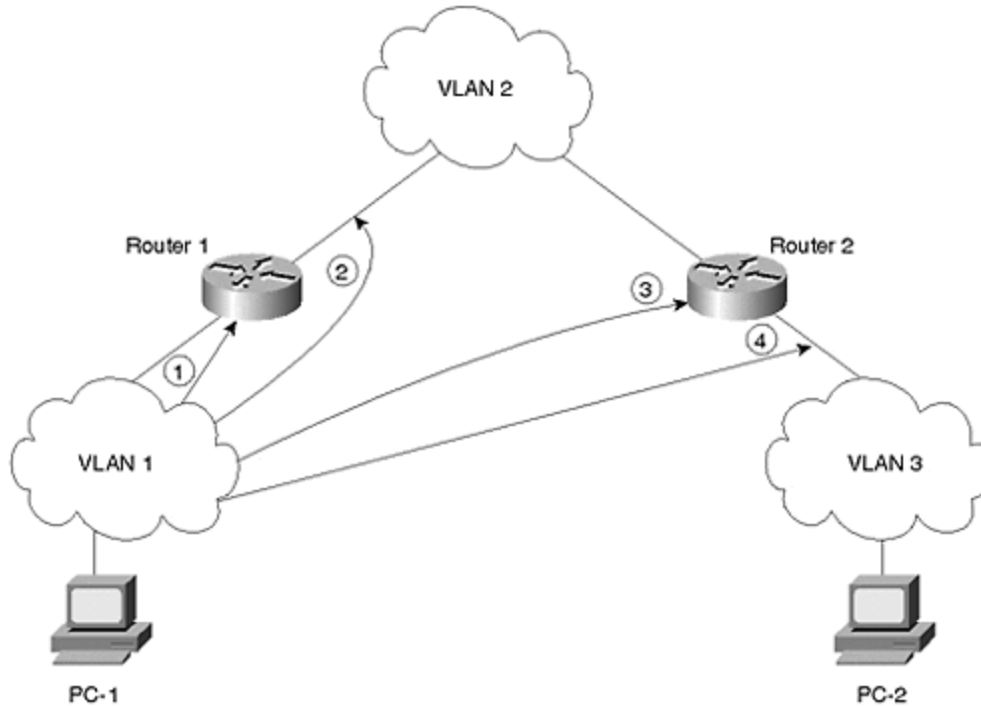 VLAN 2
Router 1
Router 2
2
3
4
1
VLAN 1
VLAN 3
PC-1
PC-2